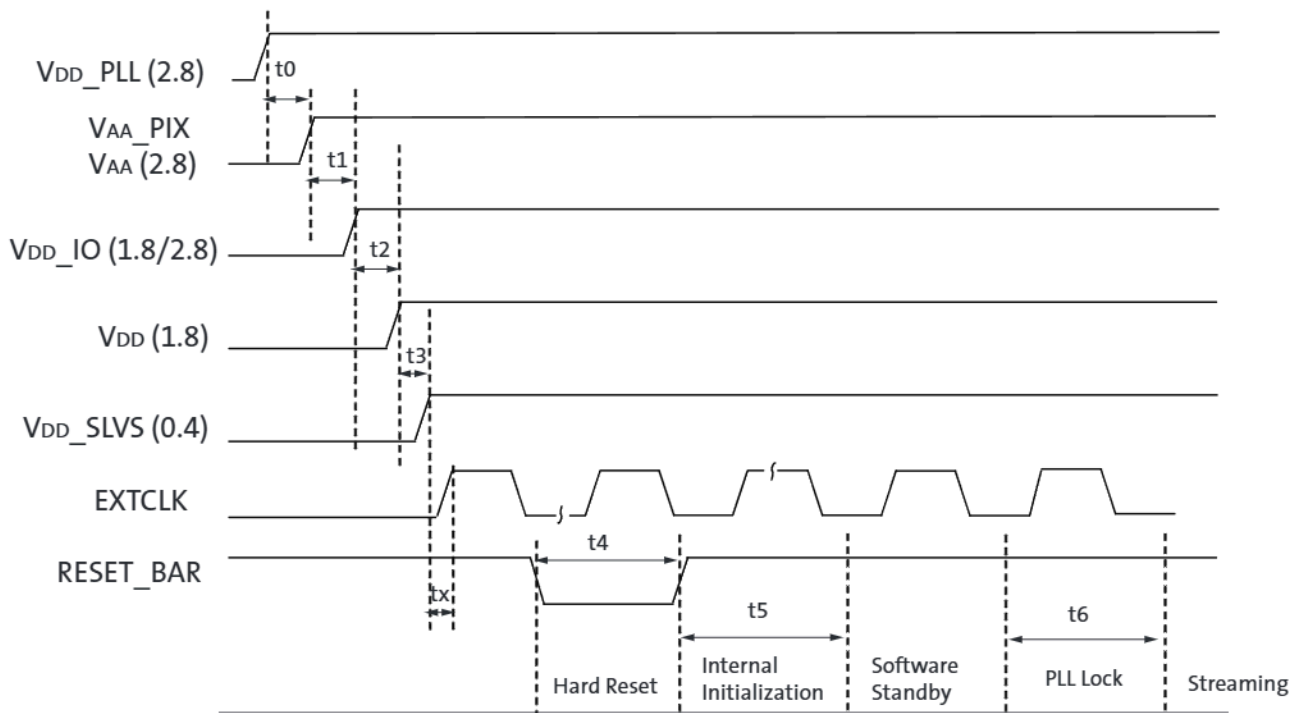 VDD_PLL (2.8)
t0
VAA_PIX
VAA (2.8)
t1
VDD_IO (1.8/2.8)
t2
VDD (1.8)
t3
VDD_SLVS (0.4)
EXTCLK
t4
RESET_BAR
tx
t5
t6
Hard Reset
Internal
Initialization
Software
Standby
PLL Lock
Streaming